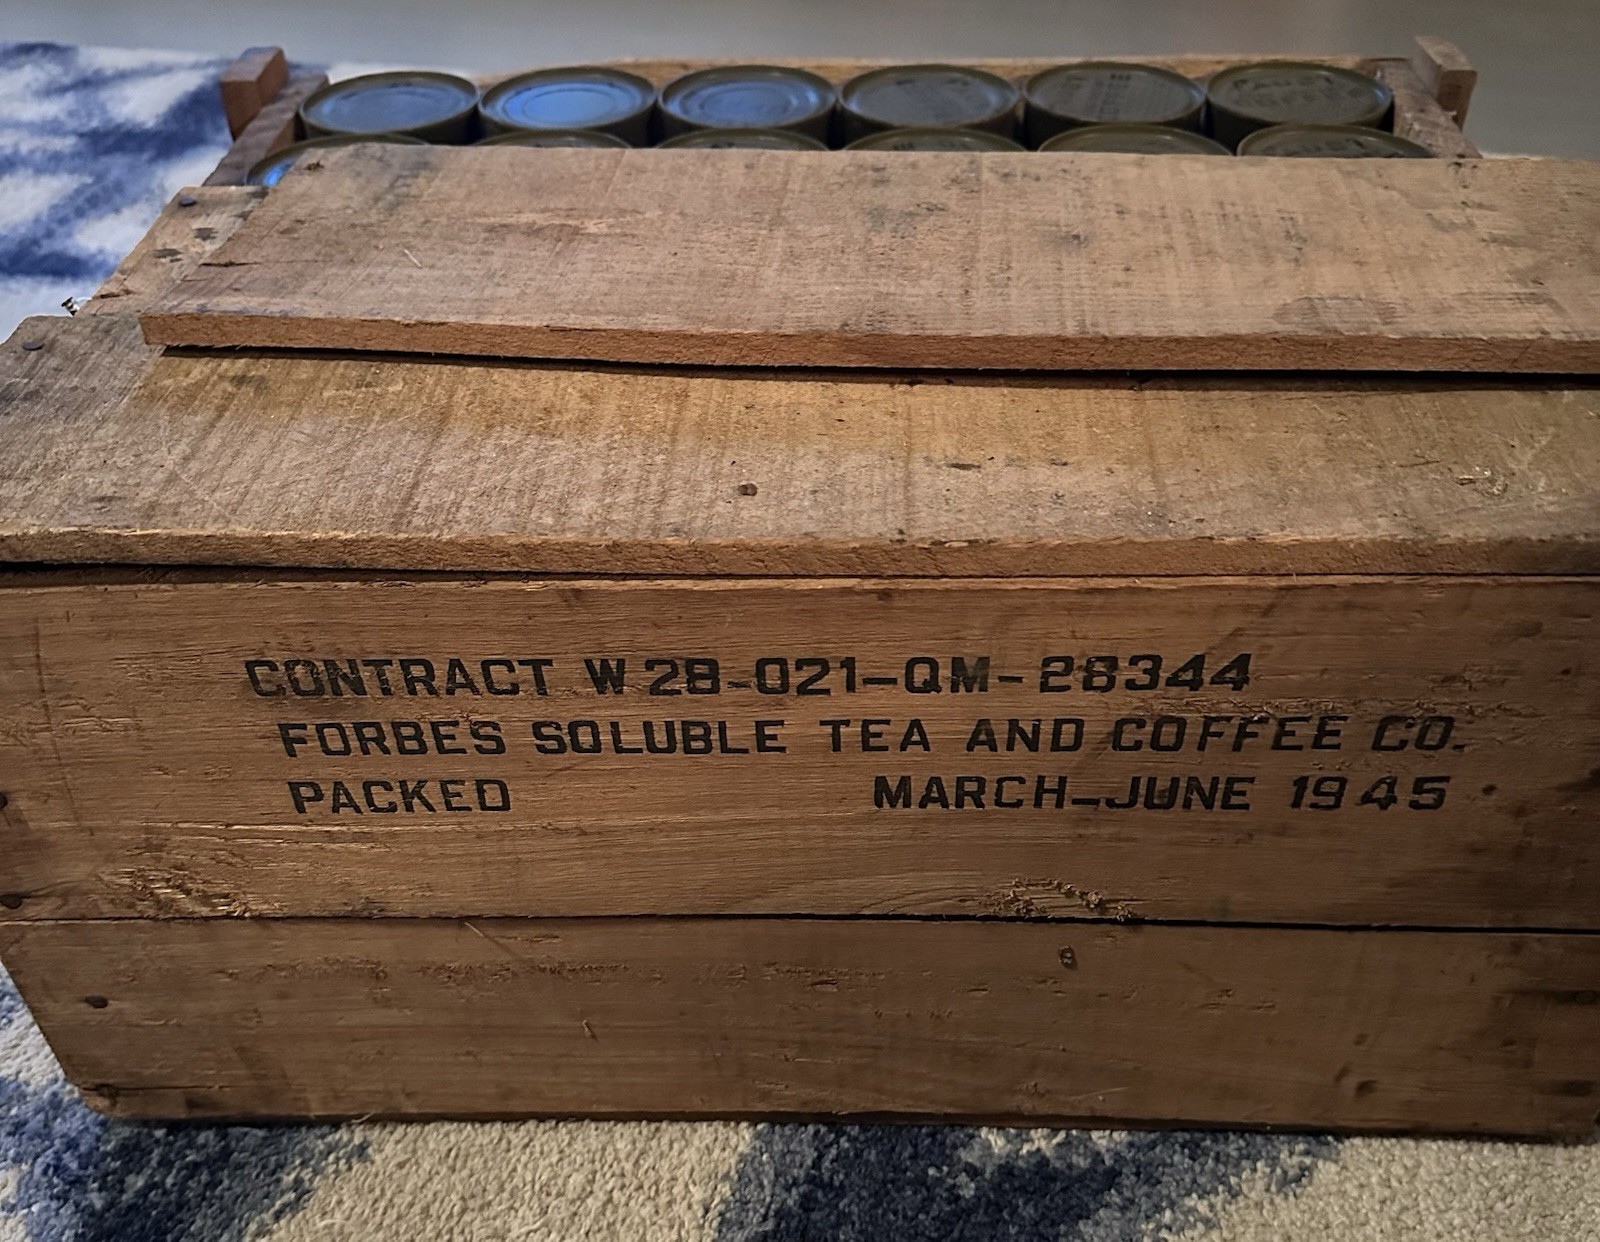 CONTRACT W 28-021-QM-28344
FORBES SOLUBLE TEA AND COFFEE CO.
PACKED MARCH-JUNE 1945